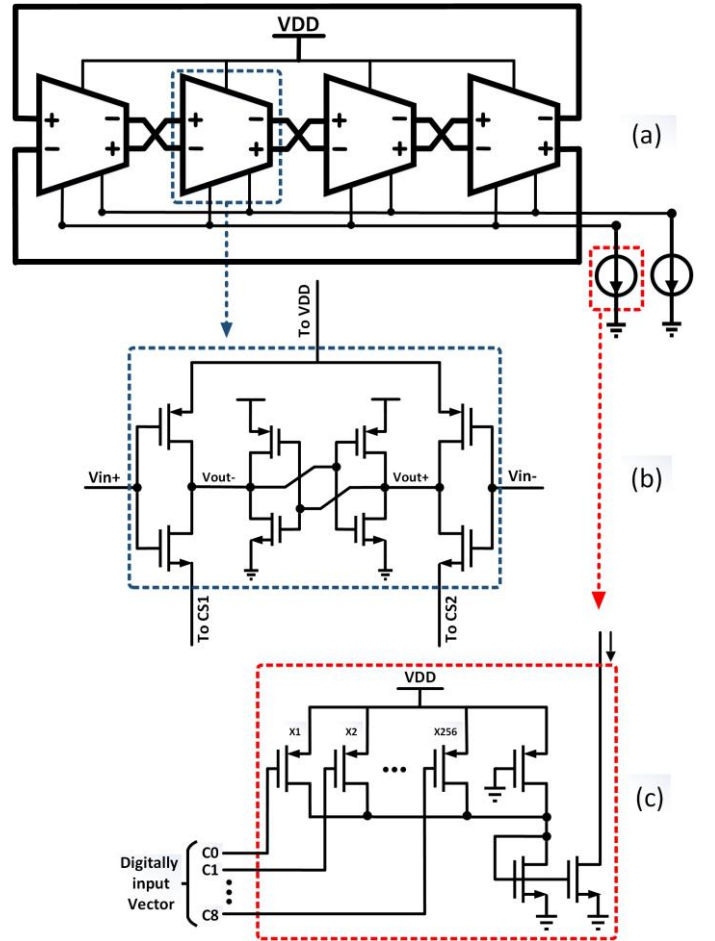 VDD
+ − + − + − + −
− + − + − + − +
(a)
To VDD
Vin+ Vout- Vout+ Vin-
(b)
To CS1 To CS2
VDD
X1 X2 X256
(c)
Digitally
input
Vector
C0
C1
C8